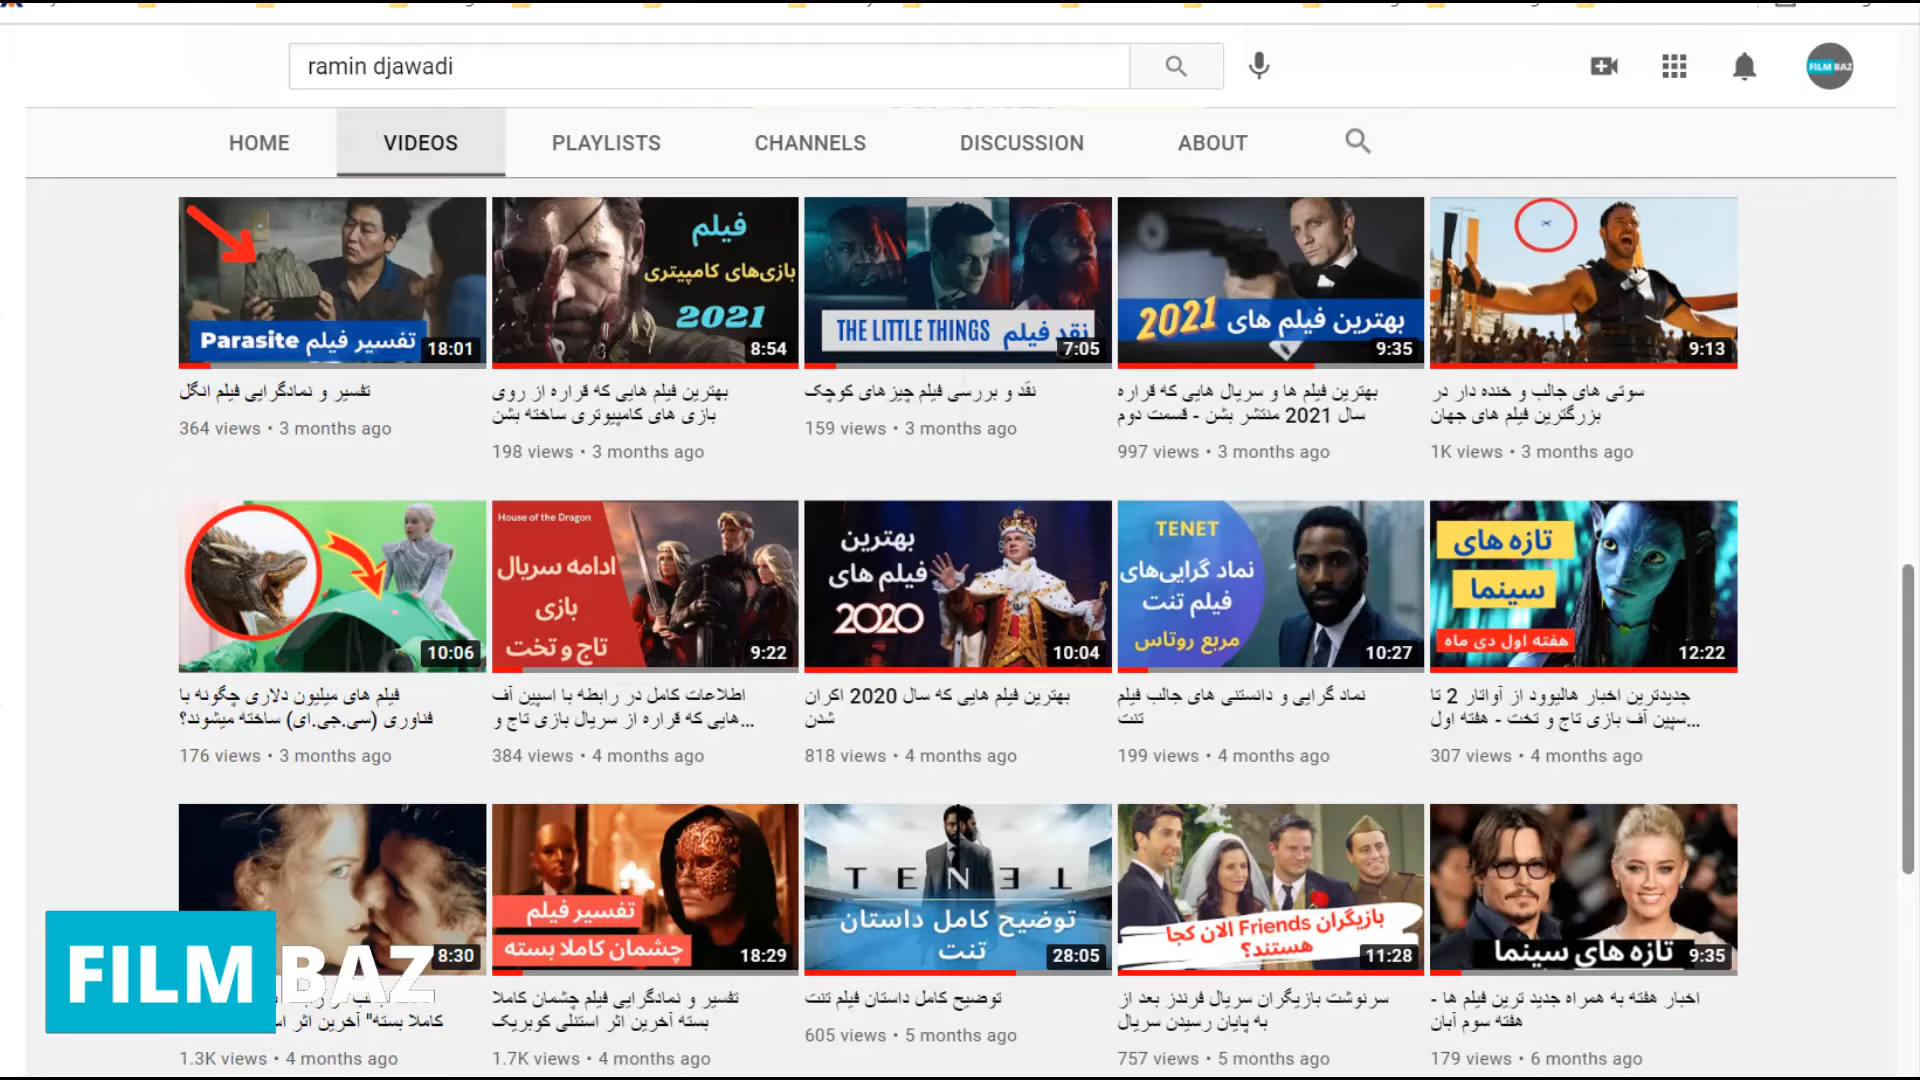 ramin djawadi
FILM BAZ
HOME
VIDEOS
PLAYLISTS
CHANNELS
DISCUSSION
ABOUT
تفسیر فیلم Parasite
18:01
فیلم
بازی‌های کامپیتری
2021
8:54
THE LITTLE THINGS نقد فیلم
7:05
بهترین فیلم های 2021
9:35
9:13
تفسیر و نمادگرایی فیلم انگل
364 views • 3 months ago
بهترین فیلم هایی که قراره از روی
بازی های کامپیوتری ساخته بشن
198 views • 3 months ago
نقد و بررسی فیلم چیزهای کوچک
159 views • 3 months ago
بهترین فیلم ها و سریال هایی که قراره
سال 2021 منتشر بشن - قسمت دوم
997 views • 3 months ago
سوتی های جالب و خنده دار در
بزرگترین فیلم های جهان
1K views • 3 months ago
10:06
House of the Dragon
ادامه سریال
بازی
تاج و تخت
9:22
بهترین
فیلم های
2020
10:04
TENET
نماد گرایی‌های
فیلم تنت
مربع روتاس
10:27
تازه های
سینما
هفته اول دی ماه
12:22
فیلم های میلیون دلاری چگونه با
فناوری (سی.جی.ای) ساخته میشوند؟
176 views • 3 months ago
اطلاعات کامل در رابطه با اسپین آف
هایی که قراره از سریال بازی تاج و...
384 views • 4 months ago
بهترین فیلم هایی که سال 2020 اکران
شدن
818 views • 4 months ago
نماد گرایی و دانستنی های جالب فیلم
تنت
199 views • 4 months ago
جدیدترین اخبار هالیوود از آواتار 2 تا
سپین آف بازی تاج و تخت - هفته اول...
307 views • 4 months ago
8:30
تفسیر فیلم
چشمان کاملا بسته
18:29
TENET
توضیح کامل داستان
تنت
28:05
بازیگران Friends الان کجا
هستند؟
11:28
تازه های سینما
9:35
FILM BAZ
کاملا بسته" آخرین اثر
1.3K views • 4 months ago
تفسیر و نمادگرایی فیلم چشمان کاملا
بسته آخرین اثر استنلی کوبریک
1.7K views • 4 months ago
توضیح کامل داستان فیلم تنت
605 views • 5 months ago
سرنوشت بازیگران سریال فرندز بعد از
به پایان رسیدن سریال
757 views • 5 months ago
اخبار هفته به همراه جدید ترین فیلم ها -
هفته سوم آبان
179 views • 6 months ago